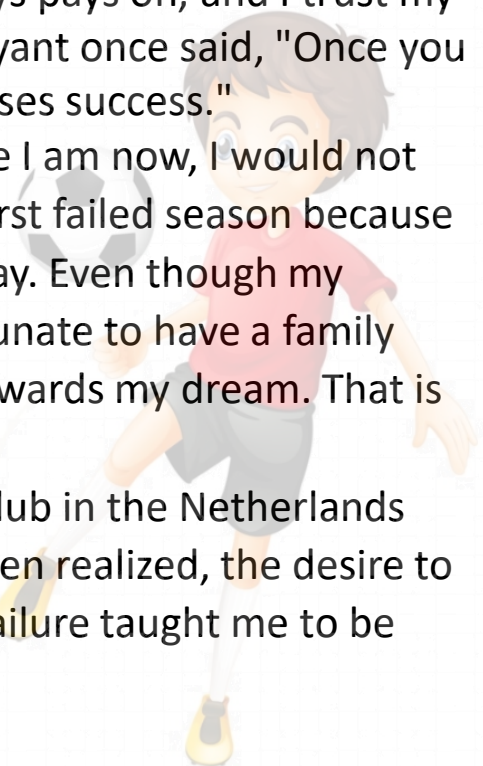 pays on, and I trust my
yant once said, "Once you
ses success."
e I am now, I would not
rst failed season because
ay. Even though my
unate to have a family
wards my dream. That is
lub in the Netherlands
en realized, the desire to
ailure taught me to be